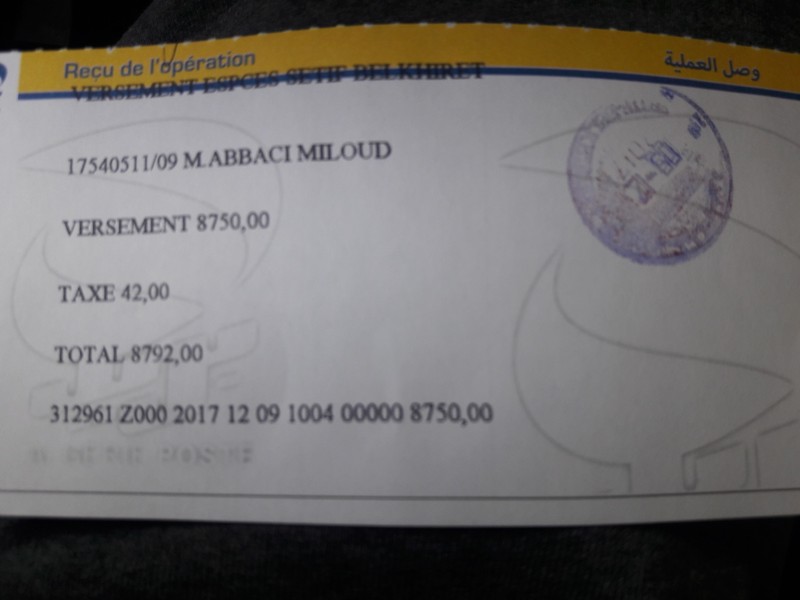 Reçu de l'opération وصل العملية
VERSEMENT ESPCES SETIF BELKHIRET
17540511/09 M.ABBACI MILOUD
VERSEMENT 8750,00
TAXE 42,00
TOTAL 8792,00
312961 Z000 2017 12 09 1004 00000 8750,00